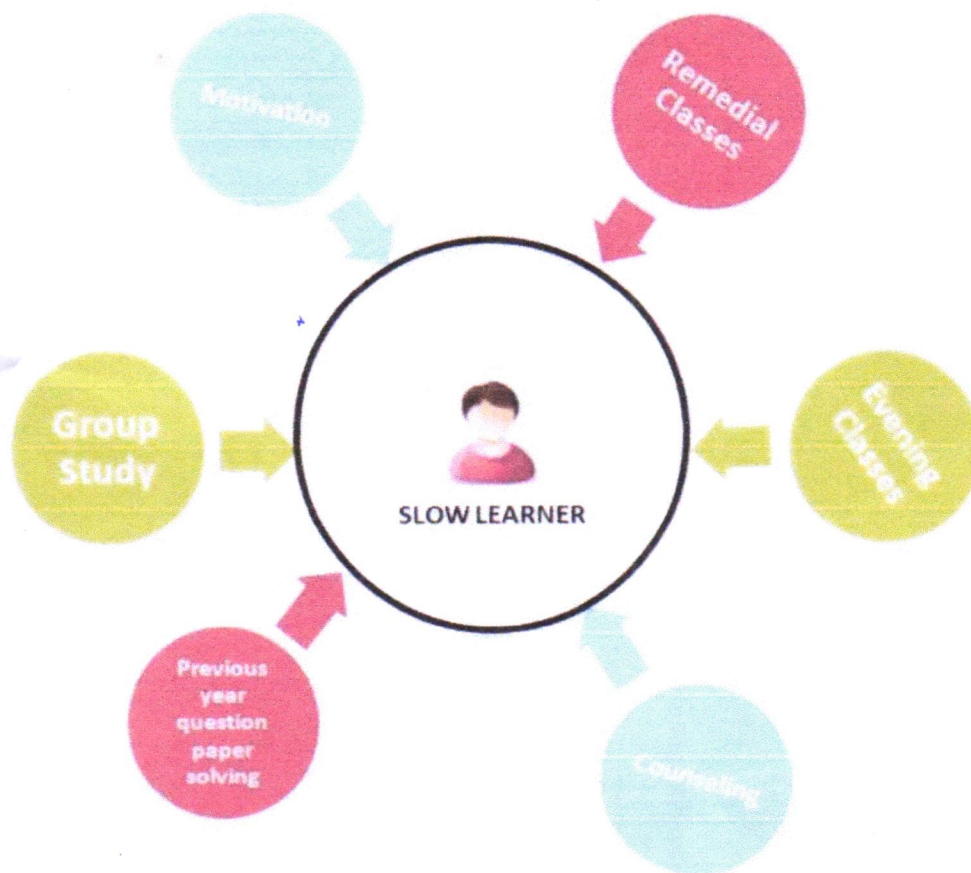 Motivation
Remedial
Classes
Group
Study
Evening
Classes
SLOW LEARNER
Previous
year
question
paper
solving
Counseling